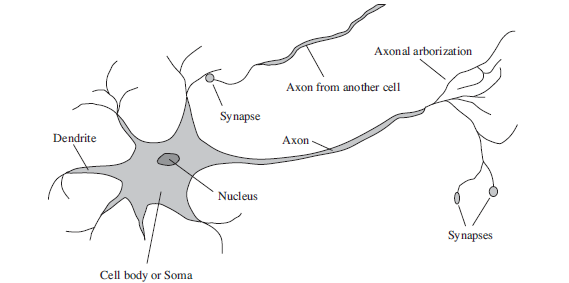 Axonal arborization
Axon from another cell
Synapse
Dendrite
Axon
Nucleus
Synapses
Cell body or Soma